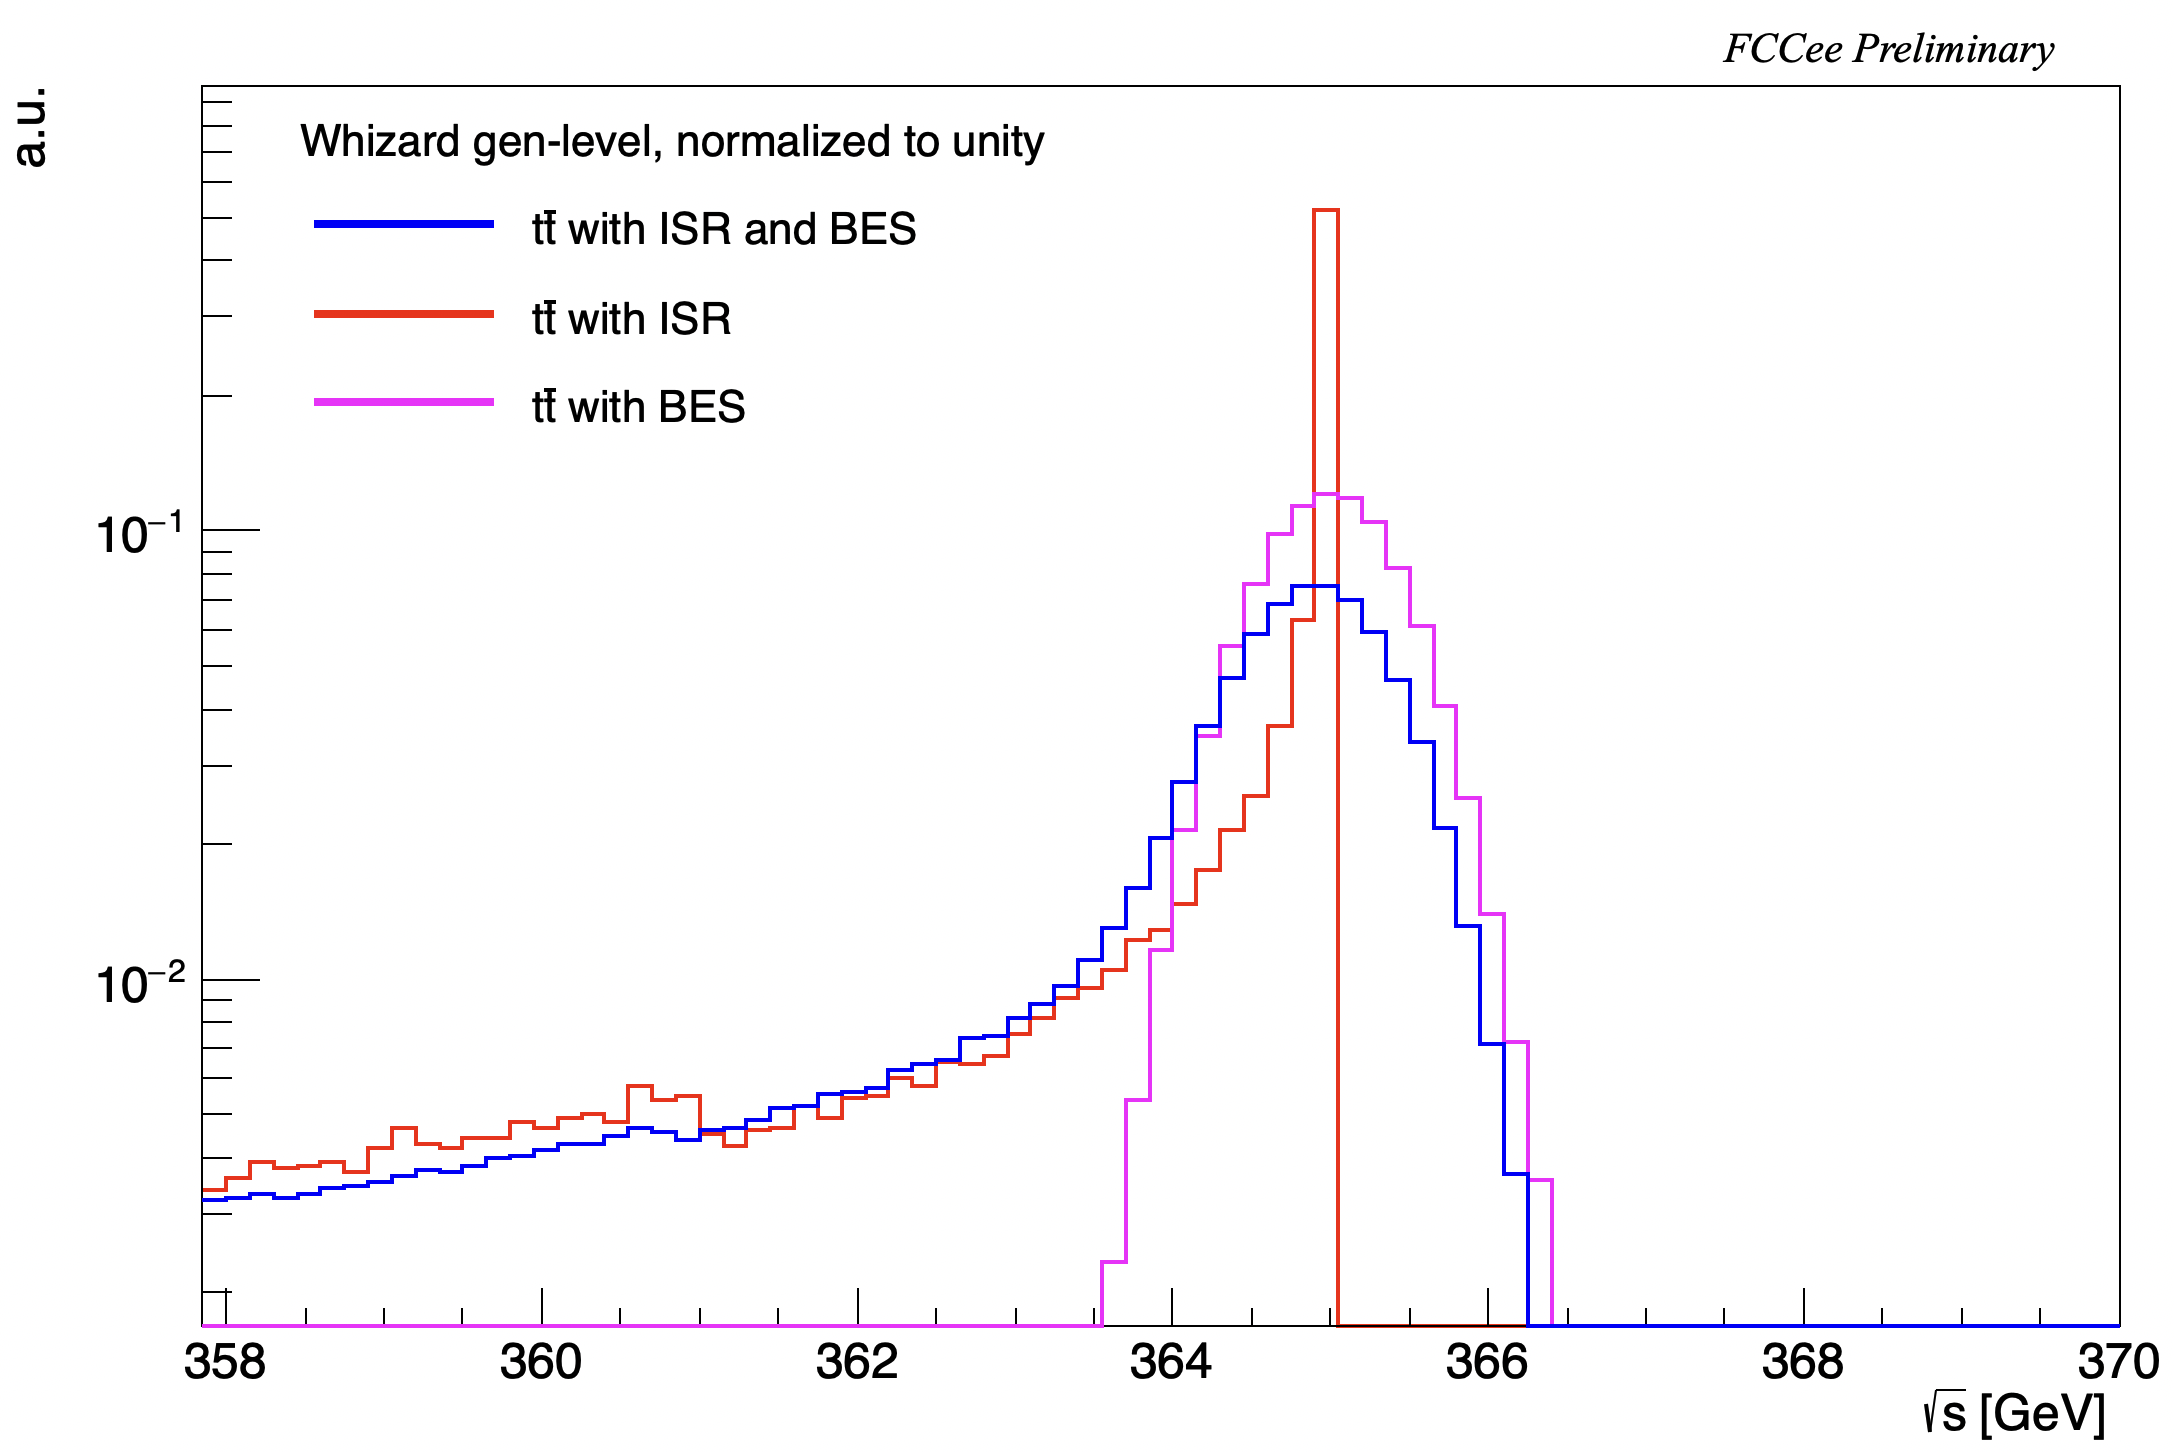 FCCee Preliminary
a.u.
Whizard gen-level, normalized to unity
tt̄ with ISR and BES
tt̄ with ISR
tt̄ with BES
10⁻¹
10⁻²
358 360 362 364 366 368 370
√s [GeV]